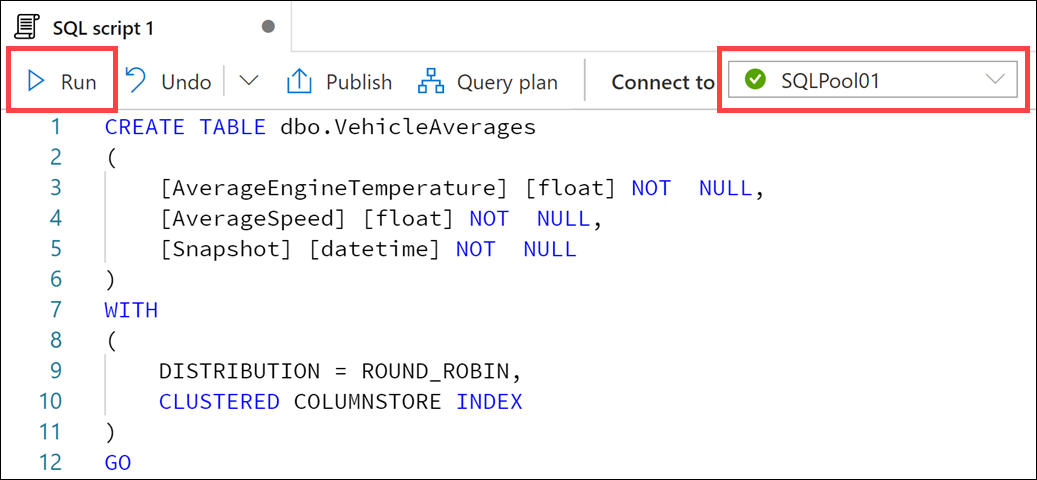 SQL script 1
Run Undo Publish Query plan Connect to SQLPool01
1 CREATE TABLE dbo.VehicleAverages
2 (
3 [AverageEngineTemperature] [float] NOT  NULL,
4 [AverageSpeed] [float] NOT  NULL,
5 [Snapshot] [datetime] NOT  NULL
6 )
7 WITH
8 (
9 DISTRIBUTION = ROUND_ROBIN,
10 CLUSTERED COLUMNSTORE INDEX
11 )
12 GO